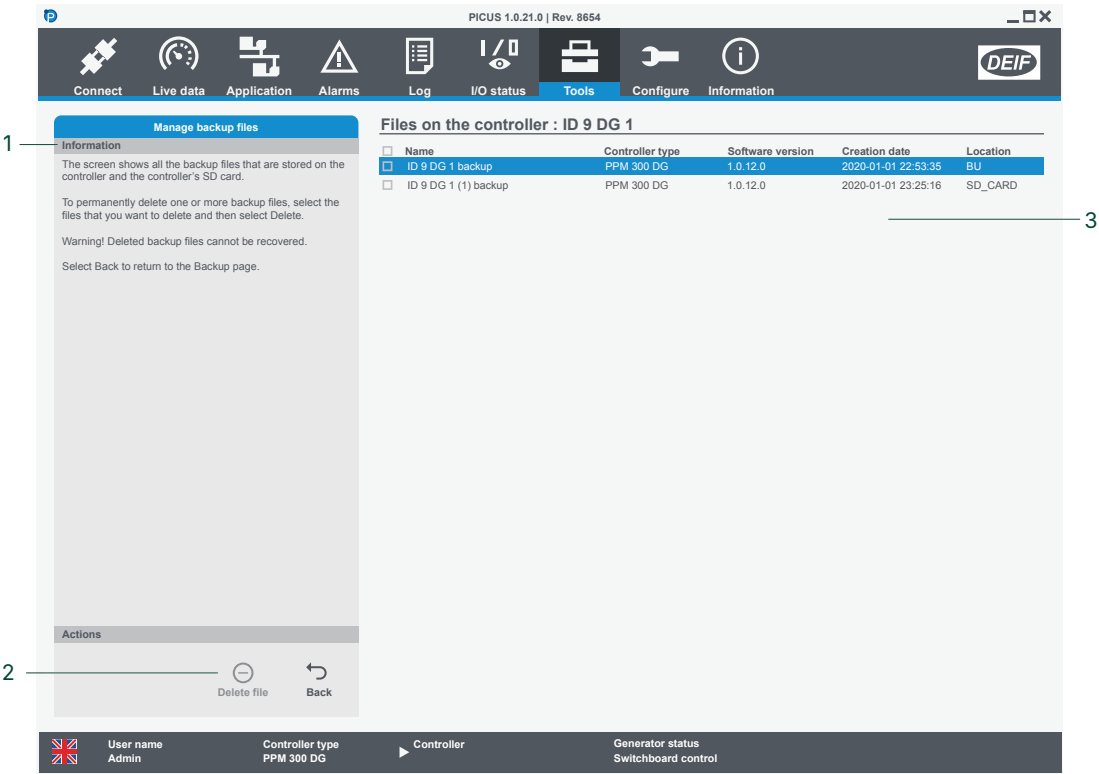 PICUS 1.0.21.0 | Rev. 8654
Connect Live data Application Alarms Log I/O status Tools Configure Information
DEIF
Manage backup files
1
Information
The screen shows all the backup files that are stored on the
controller and the controller's SD card.
To permanently delete one or more backup files, select the
files that you want to delete and then select Delete.
Warning! Deleted backup files cannot be recovered.
Select Back to return to the Backup page.
Files on the controller : ID 9 DG 1
Name Controller type Software version Creation date Location
ID 9 DG 1 backup PPM 300 DG 1.0.12.0 2020-01-01 22:53:35 BU
ID 9 DG 1 (1) backup PPM 300 DG 1.0.12.0 2020-01-01 23:25:16 SD_CARD
3
Actions
2
Delete file Back
User name Controller type Controller Generator status
Admin PPM 300 DG Switchboard control